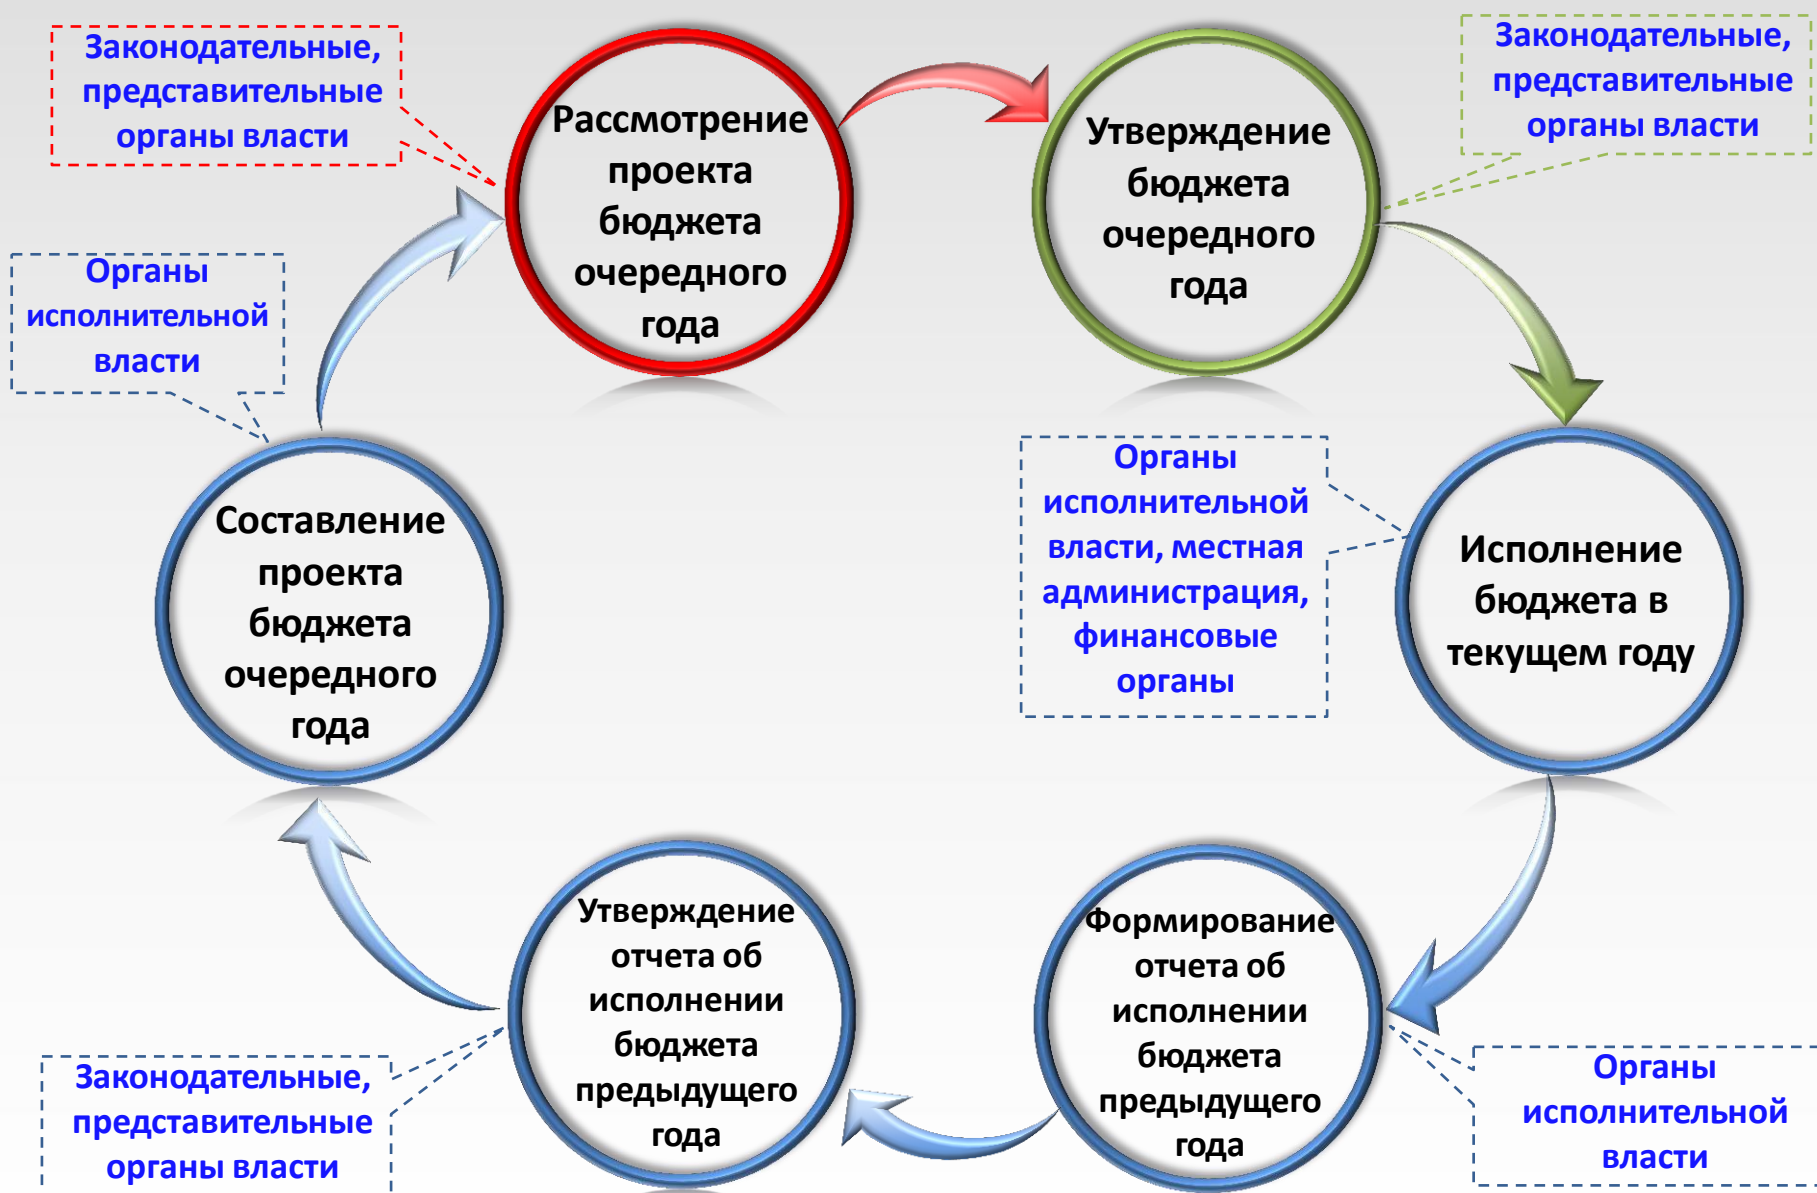 Законодательные,
представительные
органы власти
Рассмотрение
проекта
бюджета
очередного
года
Утверждение
бюджета
очередного
года
Законодательные,
представительные
органы власти
Органы
исполнительной
власти
Составление
проекта
бюджета
очередного
года
Органы
исполнительной
власти, местная
администрация,
финансовые
органы
Исполнение
бюджета в
текущем году
Законодательные,
представительные
органы власти
Утверждение
отчета об
исполнении
бюджета
предыдущего
года
Формирование
отчета об
исполнении
бюджета
предыдущего
года
Органы
исполнительной
власти